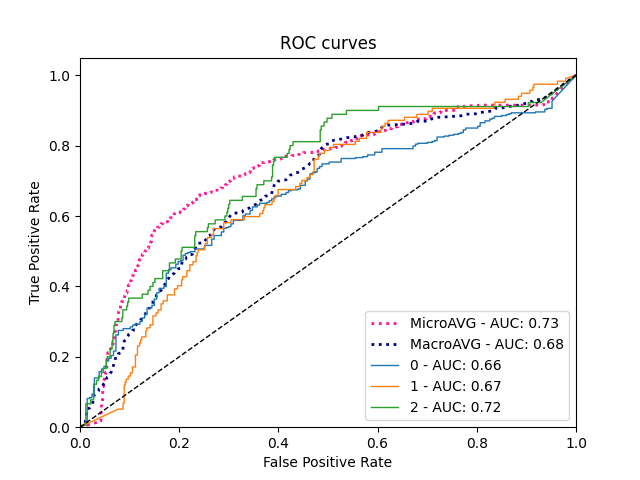 ROC curves
1.0
0.8
0.6
0.4
0.2
0.0
True Positive Rate
MicroAVG - AUC: 0.73
MacroAVG - AUC: 0.68
0 - AUC: 0.66
1 - AUC: 0.67
2 - AUC: 0.72
0.0 0.2 0.4 0.6 0.8 1.0
False Positive Rate